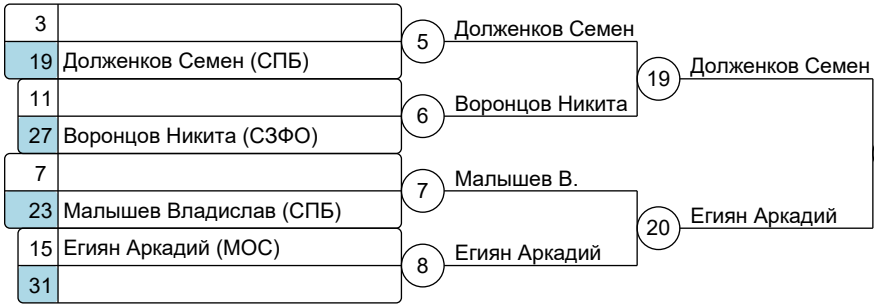 3
5 Долженков Семен
19 Долженков Семен (СПБ)
19 Долженков Семен
11
6 Воронцов Никита
27 Воронцов Никита (СЗФО)
7
7 Малышев В.
23 Малышев Владислав (СПБ)
20 Егиян Аркадий
15 Егиян Аркадий (МОС)
8 Егиян Аркадий
31